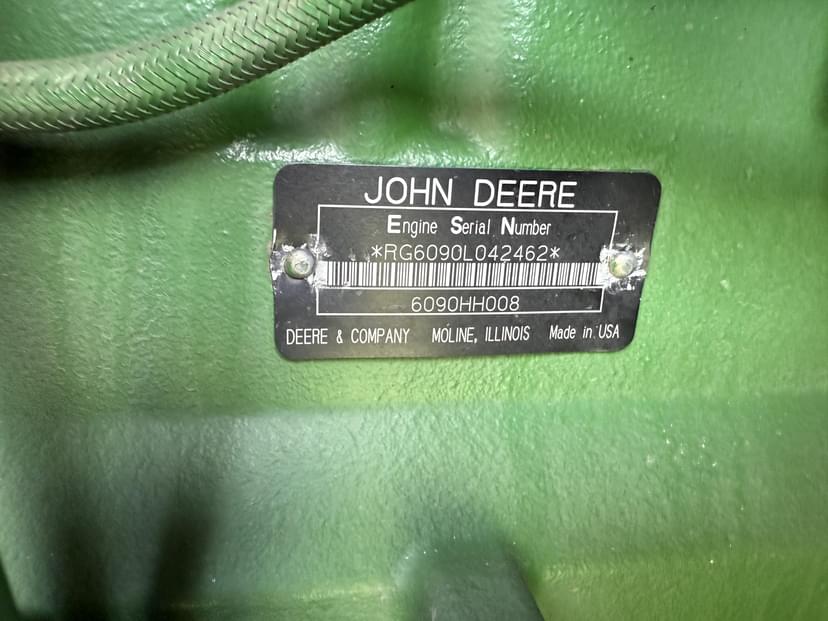 JOHN DEERE
Engine Serial Number
*RG6090L042462*
6090HH008
DEERE & COMPANY MOLINE, ILLINOIS Made in USA